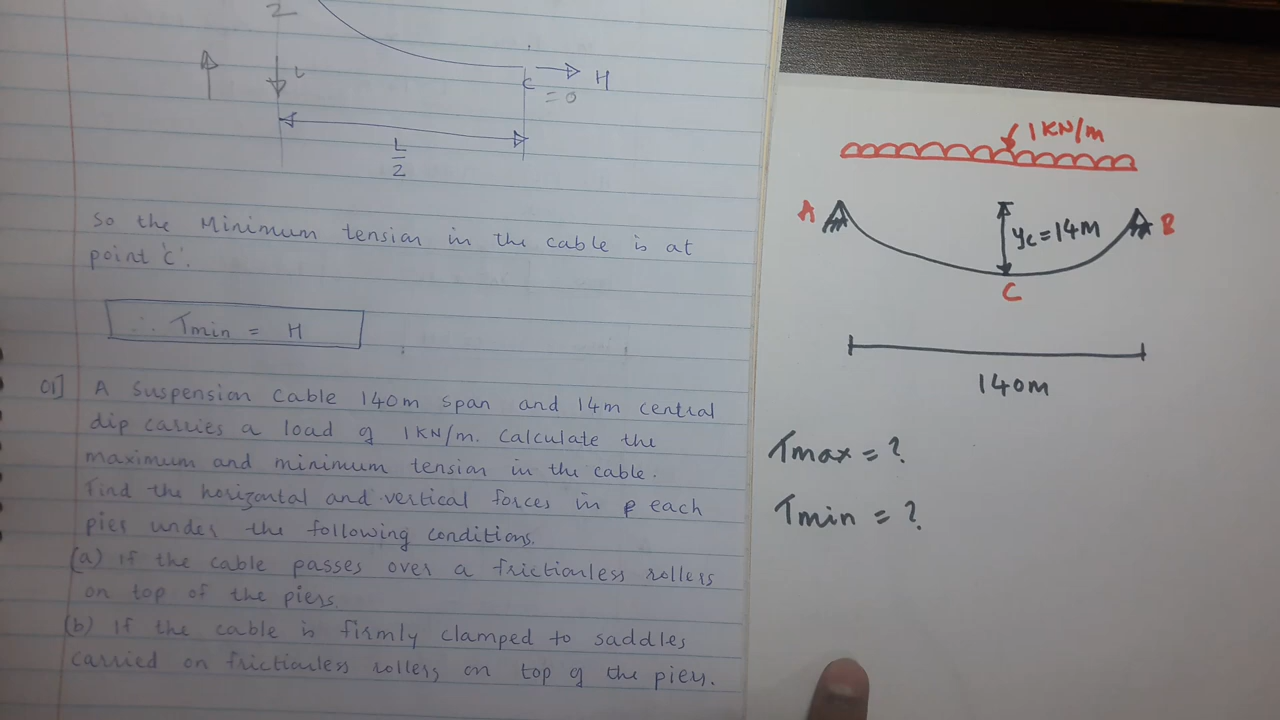 2
L
C
H
= 0
L
2
So the Minimum tension in the cable is at
point 'c'.
∴ Tmin = H
Q1] A suspension cable 140m span and 14m central
dip carries a load of 1KN/m. Calculate the
maximum and minimum tension in the cable.
Find the horizontal and vertical forces in each
pier under the following conditions.
(a) If the cable passes over a frictionless rollers
on top of the piers.
(b) If the cable is firmly clamped to saddles
carried on frictionless rollers on top of the piers.
1KN/m
A
yc=14M
B
C
140M
Tmax = ?
Tmin = ?